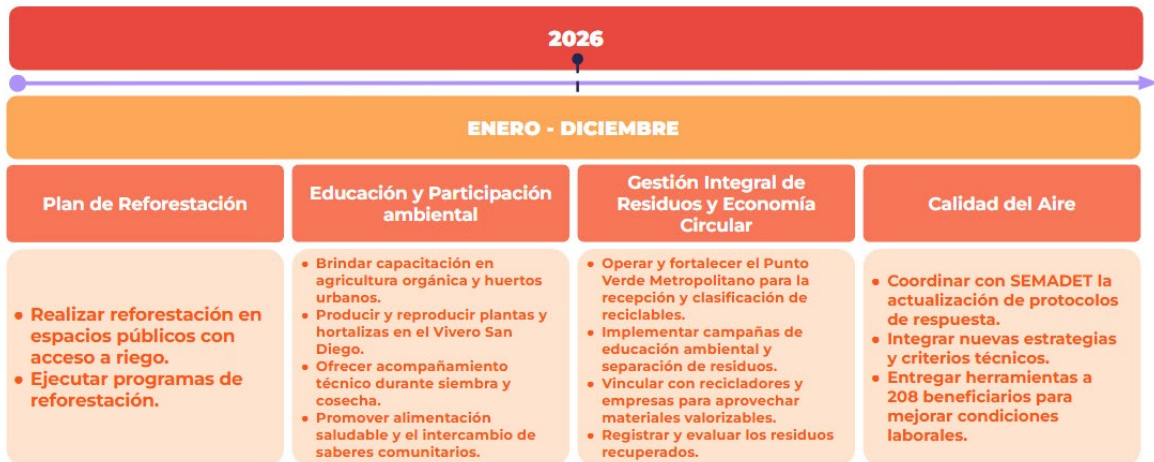 2026
ENERO - DICIEMBRE
Plan de Reforestación
● Realizar reforestación en
espacios públicos con
acceso a riego.
● Ejecutar programas de
reforestación.
Educación y Participación
ambiental
● Brindar capacitación en
agricultura orgánica y huertos
urbanos.
● Producir y reproducir plantas y
hortalizas en el Vivero San
Diego.
● Ofrecer acompañamiento
técnico durante siembra y
cosecha.
● Promover alimentación
saludable y el intercambio de
saberes comunitarios.
Gestión Integral de
Residuos y Economía
Circular
● Operar y fortalecer el Punto
Verde Metropolitano para la
recepción y clasificación de
reciclables.
● Implementar campañas de
educación ambiental y
separación de residuos.
● Vincular con recicladores y
empresas para aprovechar
materiales valorizables.
● Registrar y evaluar los residuos
recuperados.
Calidad del Aire
● Coordinar con SEMADET la
actualización de protocolos
de respuesta.
● Integrar nuevas estrategias
y criterios técnicos.
● Entregar herramientas a
208 beneficiarios para
mejorar condiciones
laborales.